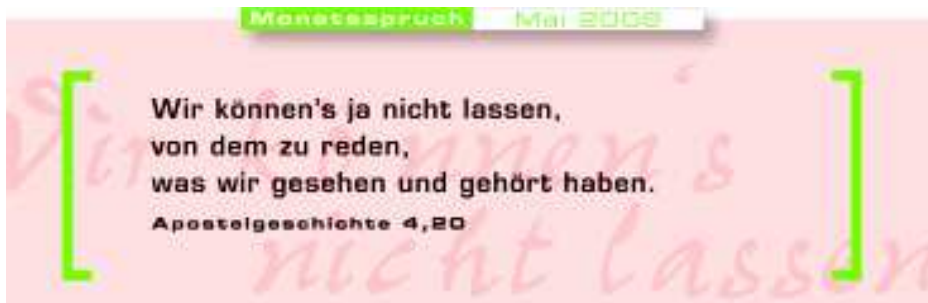 Monatsspruch Mai 2009
Wir können's ja nicht lassen,
von dem zu reden,
was wir gesehen und gehört haben.
Apostelgeschichte 4,20
Wir können's
nicht lassen